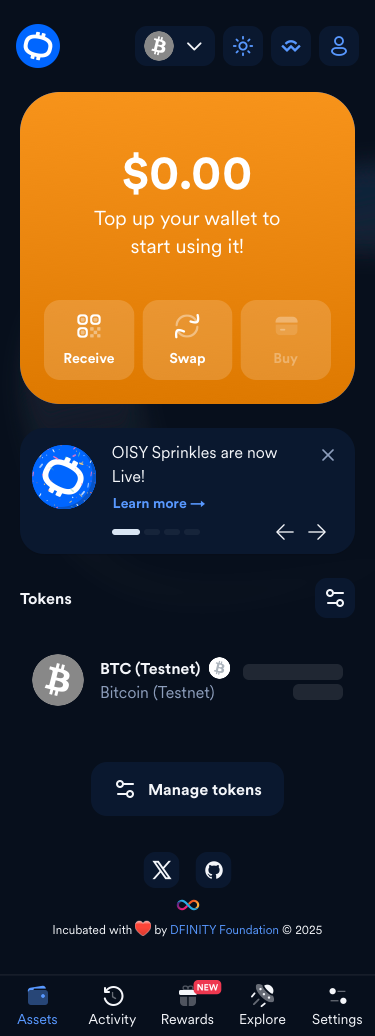 $0.00
Top up your wallet to
start using it!
Receive
Swap
Buy
OISY Sprinkles are now
Live!
Learn more →
Tokens
BTC (Testnet)
Bitcoin (Testnet)
Manage tokens
Incubated with ❤️ by DFINITY Foundation © 2025
NEW
Assets
Activity
Rewards
Explore
Settings